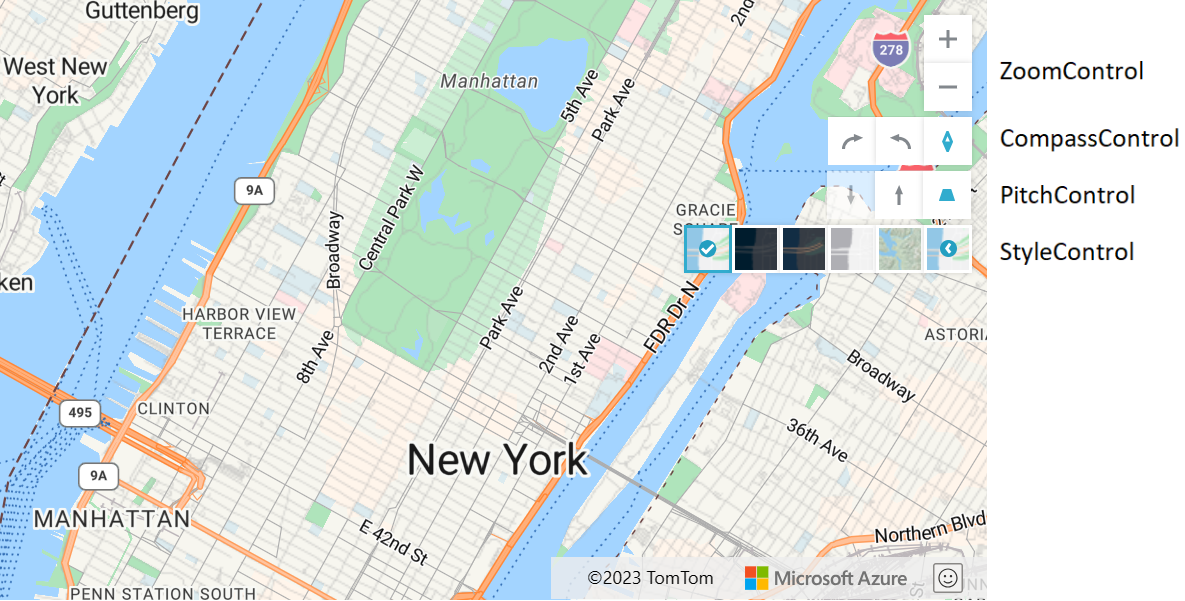 Guttenberg
2nd
278
West New
York
Manhattan
5th Ave
Park Ave
ZoomControl
CompassControl
9A
Central Park W
Broadway
GRACIE
SQUARE
PitchControl
StyleControl
ken
HARBOR VIEW
TERRACE
8th Ave
Park Ave
2nd Ave
1st Ave
FDR Dr N
ASTORIA
Broadway
495
CLINTON
36th Ave
New York
9A
MANHATTAN
E 42nd St
Northern Blvd
©2023 TomTom
Microsoft Azure
PENN STATION SOUTH